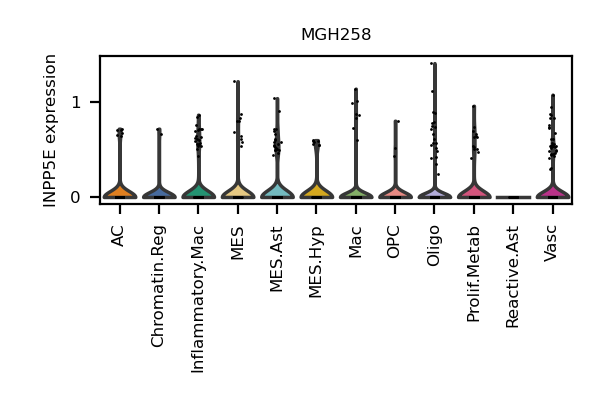 MGH258
INPP5E expression
1
0
AC
Chromatin.Reg
Inflammatory.Mac
MES
MES.Ast
MES.Hyp
Mac
OPC
Oligo
Prolif.Metab
Reactive.Ast
Vasc